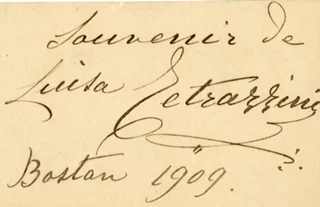 Souvenir de
Luisa Tetrazzini
Boston 1909.